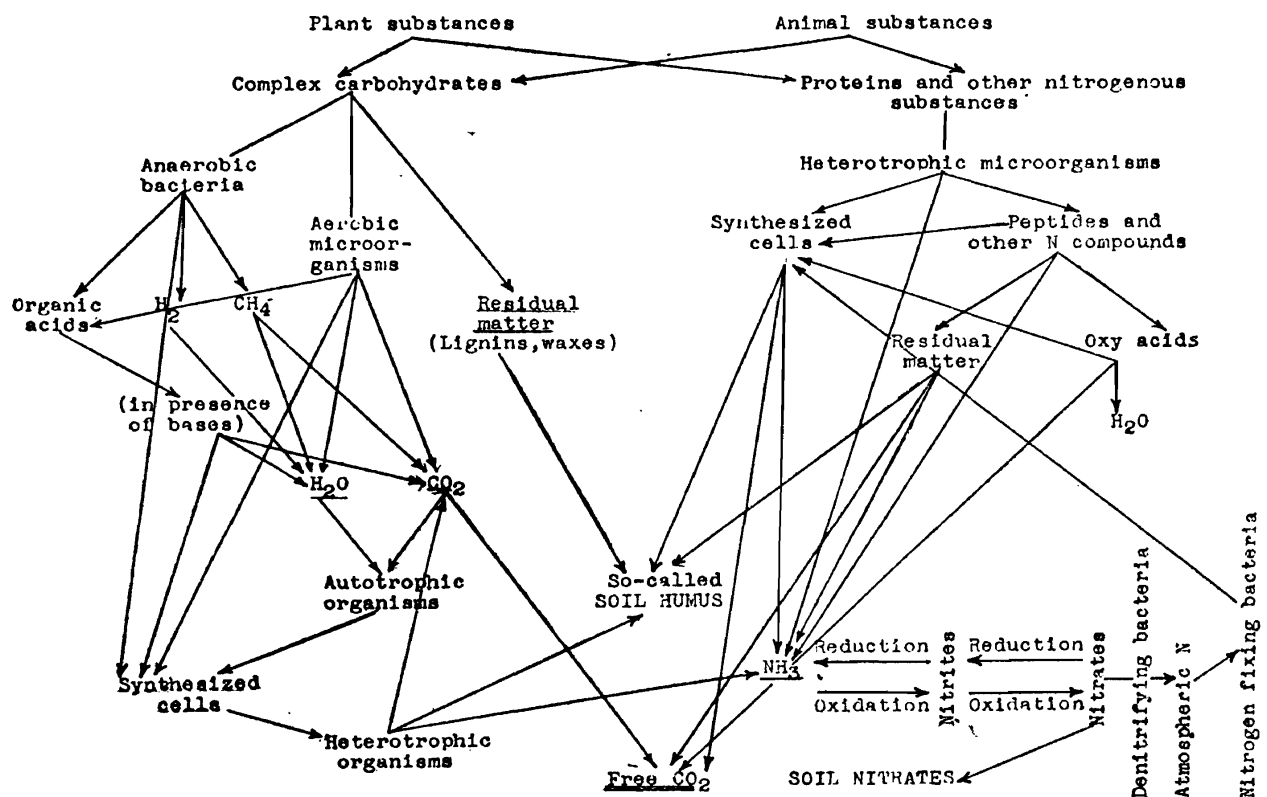 Plant substances
Animal substances
Complex carbohydrates
Proteins and other nitrogenous
substances
Anaerobic
bacteria
Heterotrophic microorganisms
Aerobic
microor-
ganisms
Synthesized
cells
Peptides and
other N compounds
Organic
acids
H2
CH4
Residual
matter
(Lignins, waxes)
Residual
matter
Oxy acids
(in presence
of bases)
H2O
H2O
CO2
Autotrophic
organisms
So-called
SOIL HUMUS
Synthesized
cells
Heterotrophic
organisms
NH3
Reduction
Oxidation
Nitrites
Reduction
Oxidation
Nitrates
Denitrifying bacteria
Atmospheric N
Nitrogen fixing bacteria
Free CO2
SOIL NITRATES